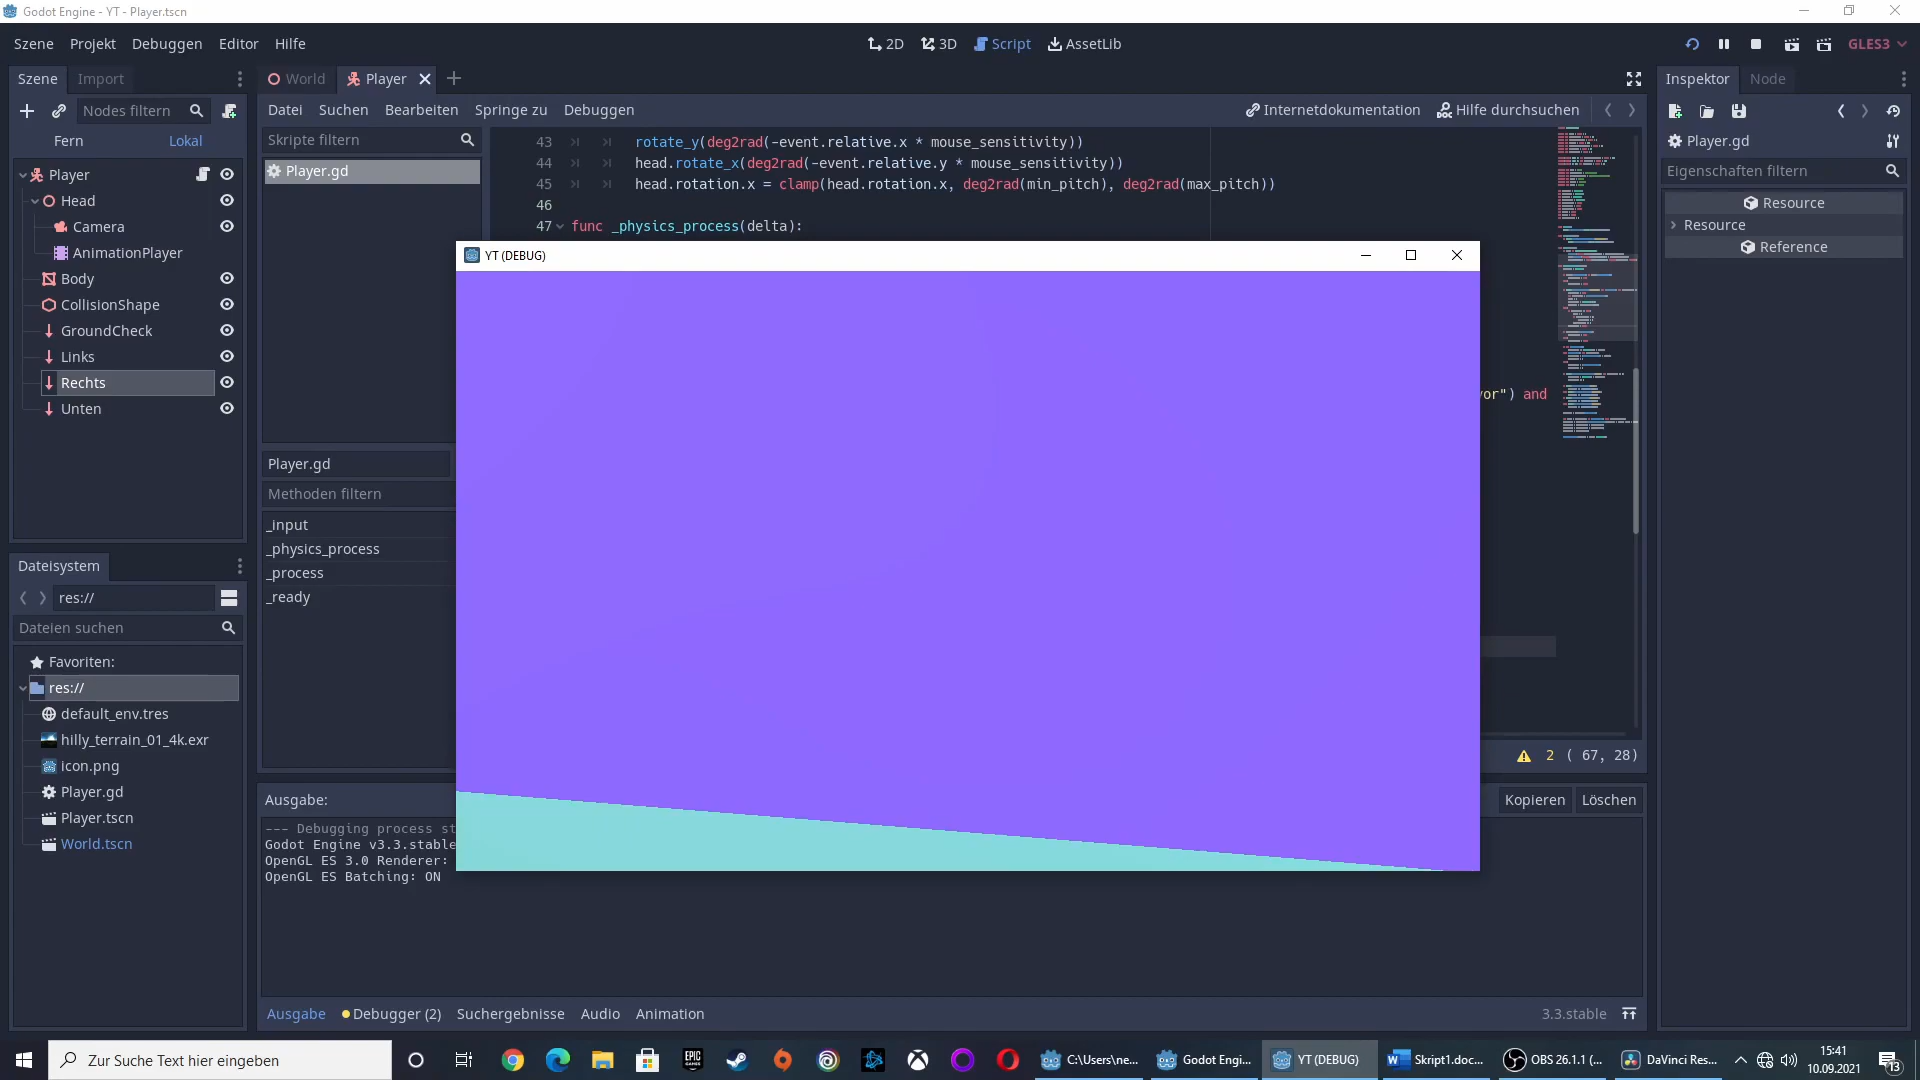 Godot Engine - YT - Player.tscn
Szene Projekt Debuggen Editor Hilfe
2D 3D Script AssetLib
GLES3
Szene Import
World Player
Inspektor Node
Nodes filtern
Datei Suchen Bearbeiten Springe zu Debuggen
Internetdokumentation Hilfe durchsuchen
Fern Lokal
Skripte filtern
Player.gd
Player.gd
Eigenschaften filtern
Resource
Resource
Reference
Player
Head
Camera
AnimationPlayer
Body
CollisionShape
GroundCheck
Links
Rechts
Unten
43 rotate_y(deg2rad(-event.relative.x * mouse_sensitivity))
44 head.rotate_x(deg2rad(-event.relative.y * mouse_sensitivity))
45 head.rotation.x = clamp(head.rotation.x, deg2rad(min_pitch), deg2rad(max_pitch))
46
47 func _physics_process(delta):
YT (DEBUG)
") and
Player.gd
Methoden filtern
_input
_physics_process
_process
_ready
2 ( 67, 28)
Dateisystem
res://
Dateien suchen
Favoriten:
res://
default_env.tres
hilly_terrain_01_4k.exr
icon.png
Player.gd
Player.tscn
World.tscn
Ausgabe:
Kopieren Löschen
--- Debugging process st
Godot Engine v3.3.stable
OpenGL ES 3.0 Renderer:
OpenGL ES Batching: ON
Ausgabe Debugger (2) Suchergebnisse Audio Animation
3.3.stable
Zur Suche Text hier eingeben
EPIC GAMES
C:\Users\ne...
Godot Engi...
YT (DEBUG)
Skript1.doc...
OBS 26.1.1 (...
DaVinci Res...
15:41
10.09.2021
13